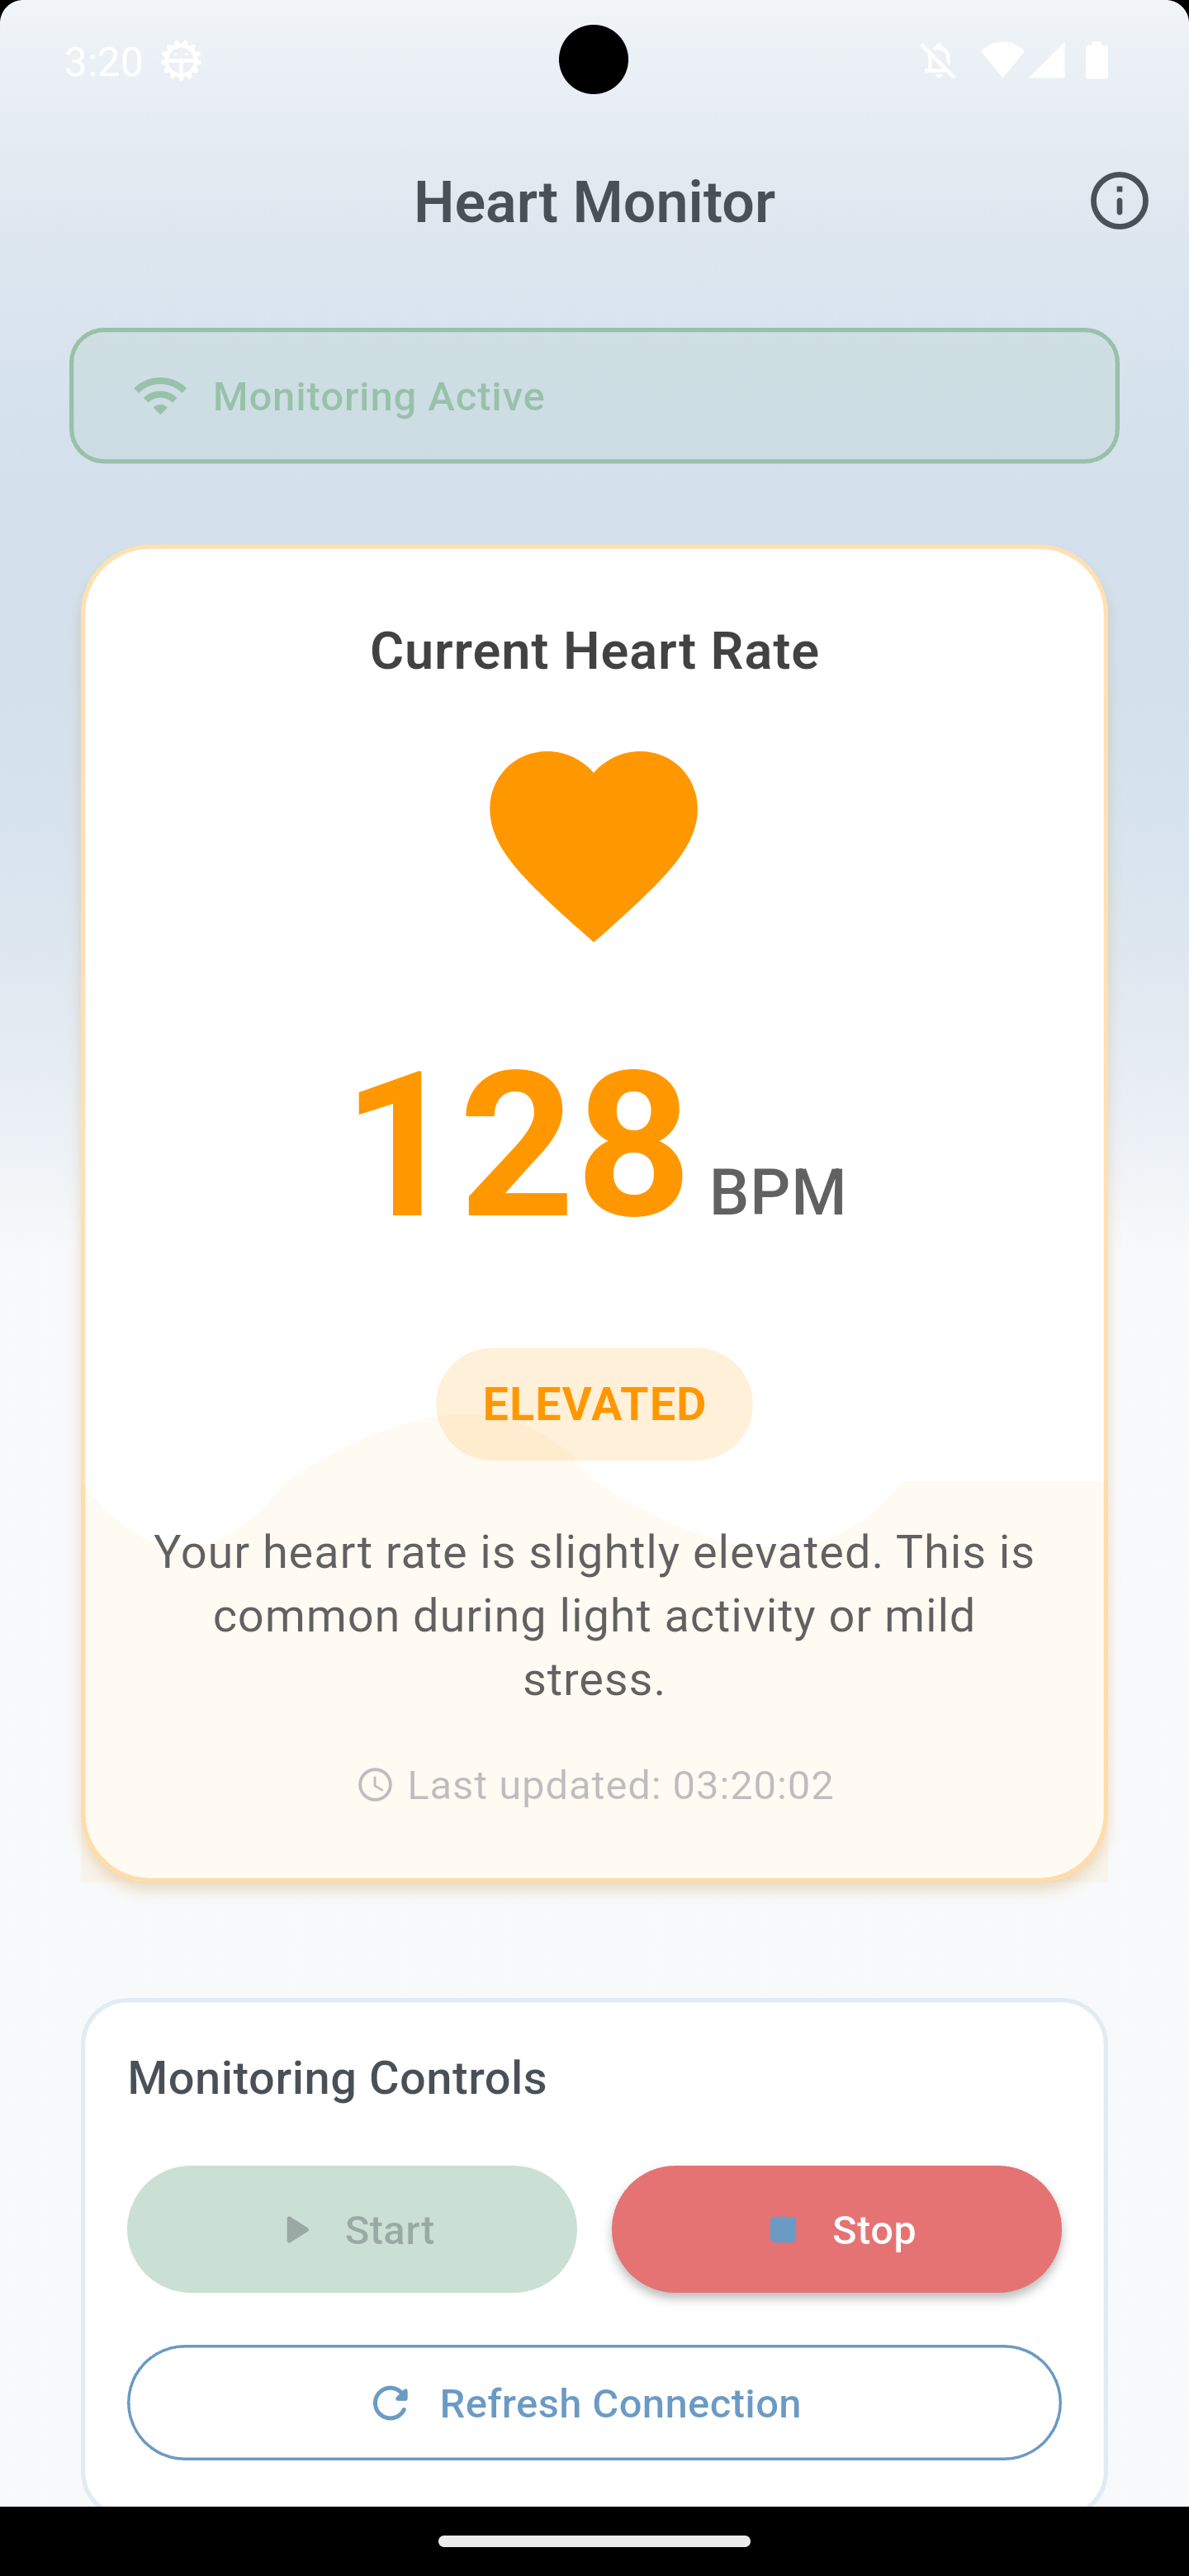 3:20
Heart Monitor
Monitoring Active
Current Heart Rate
128 BPM
ELEVATED
Your heart rate is slightly elevated. This is
common during light activity or mild
stress.
Last updated: 03:20:02
Monitoring Controls
Start
Stop
Refresh Connection